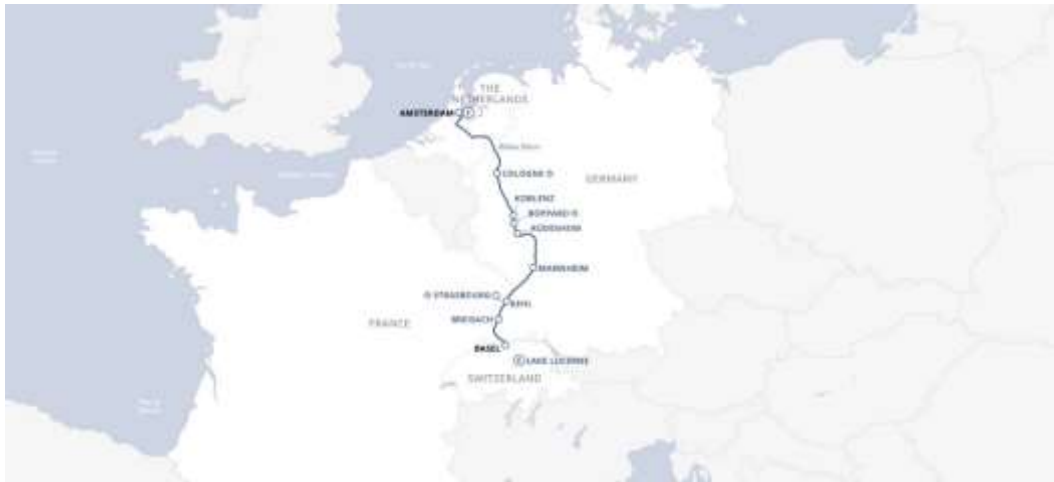 THE
NETHERLANDS
AMSTERDAM
COLOGNE
GERMANY
KOBLENZ
BOPPARD
RÜDESHEIM
MANNHEIM
STRASBOURG
KEHL
BREISACH
FRANCE
BASEL
LAKE LUCERNE
SWITZERLAND